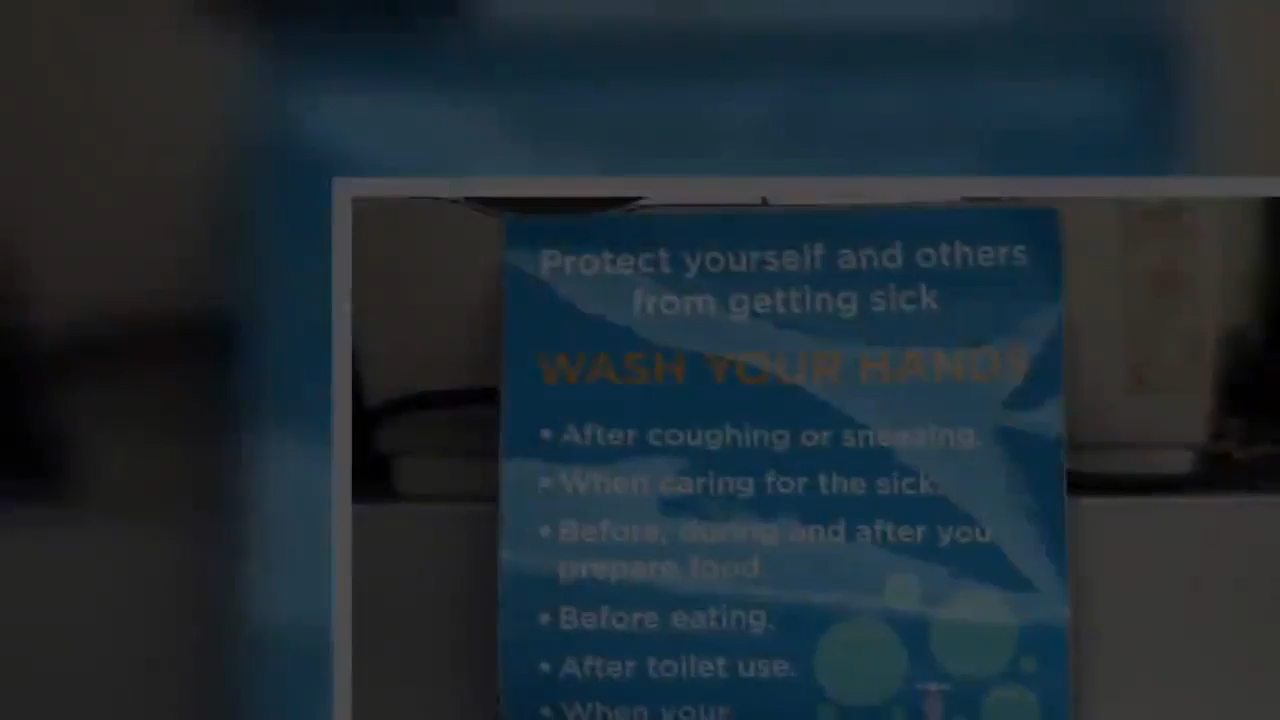 Protect yourself and others
from getting sick
WASH YOUR HANDS
• After coughing or sneezing.
• When caring for the sick.
• Before, during and after you
prepare food.
• Before eating.
• After toilet use.
• When your